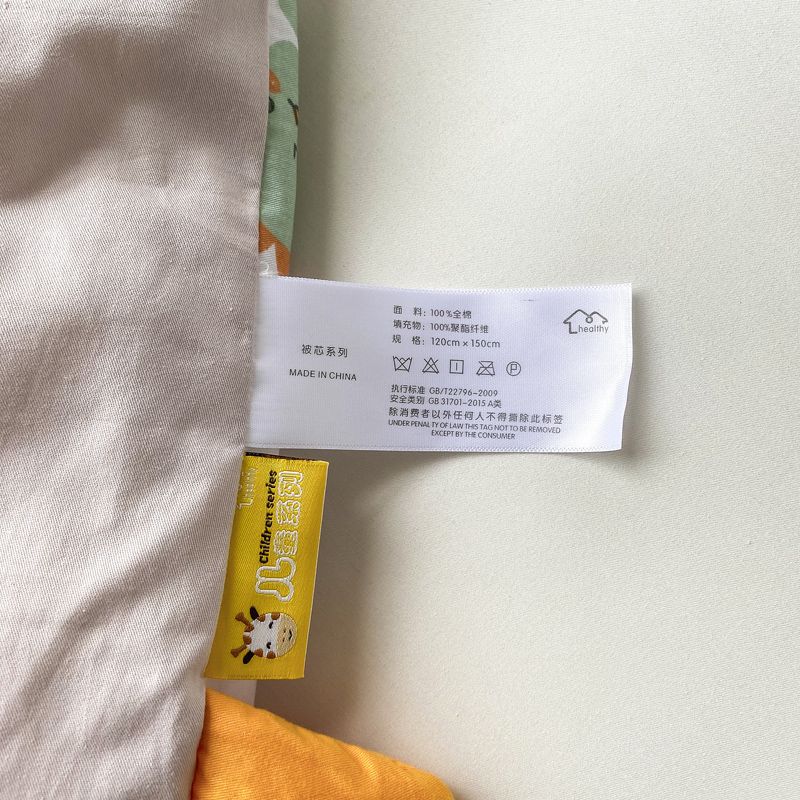 被芯系列
MADE IN CHINA
面 料：100%全棉
填充物：100%聚酯纤维
规 格：120cm×150cm
healthy
执行标准 GB/T22796-2009
安全类别 GB 31701-2015 A类
除消费者以外任何人不得撕除此标签
UNDER PENAL TY OF LAW THIS TAG NOT TO BE REMOVED
EXCEPT BY THE CONSUMER
Children series
儿童系列